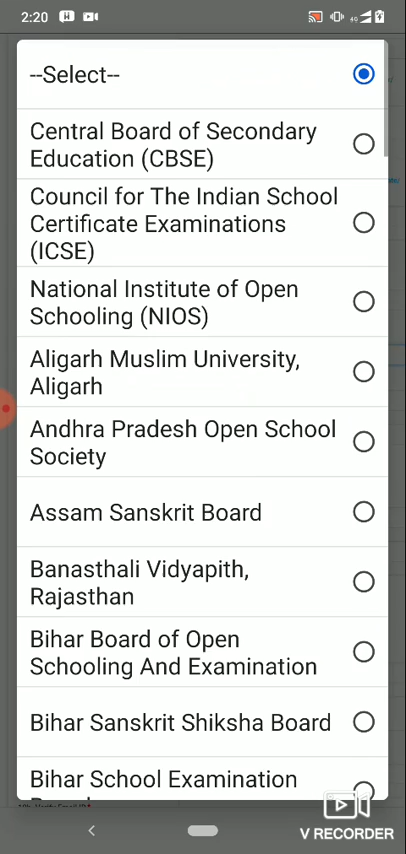 2:20
--Select--
Central Board of Secondary
Education (CBSE)
Council for The Indian School
Certificate Examinations
(ICSE)
National Institute of Open
Schooling (NIOS)
Aligarh Muslim University,
Aligarh
Andhra Pradesh Open School
Society
Assam Sanskrit Board
Banasthali Vidyapith,
Rajasthan
Bihar Board of Open
Schooling And Examination
Bihar Sanskrit Shiksha Board
Bihar School Examination
V RECORDER